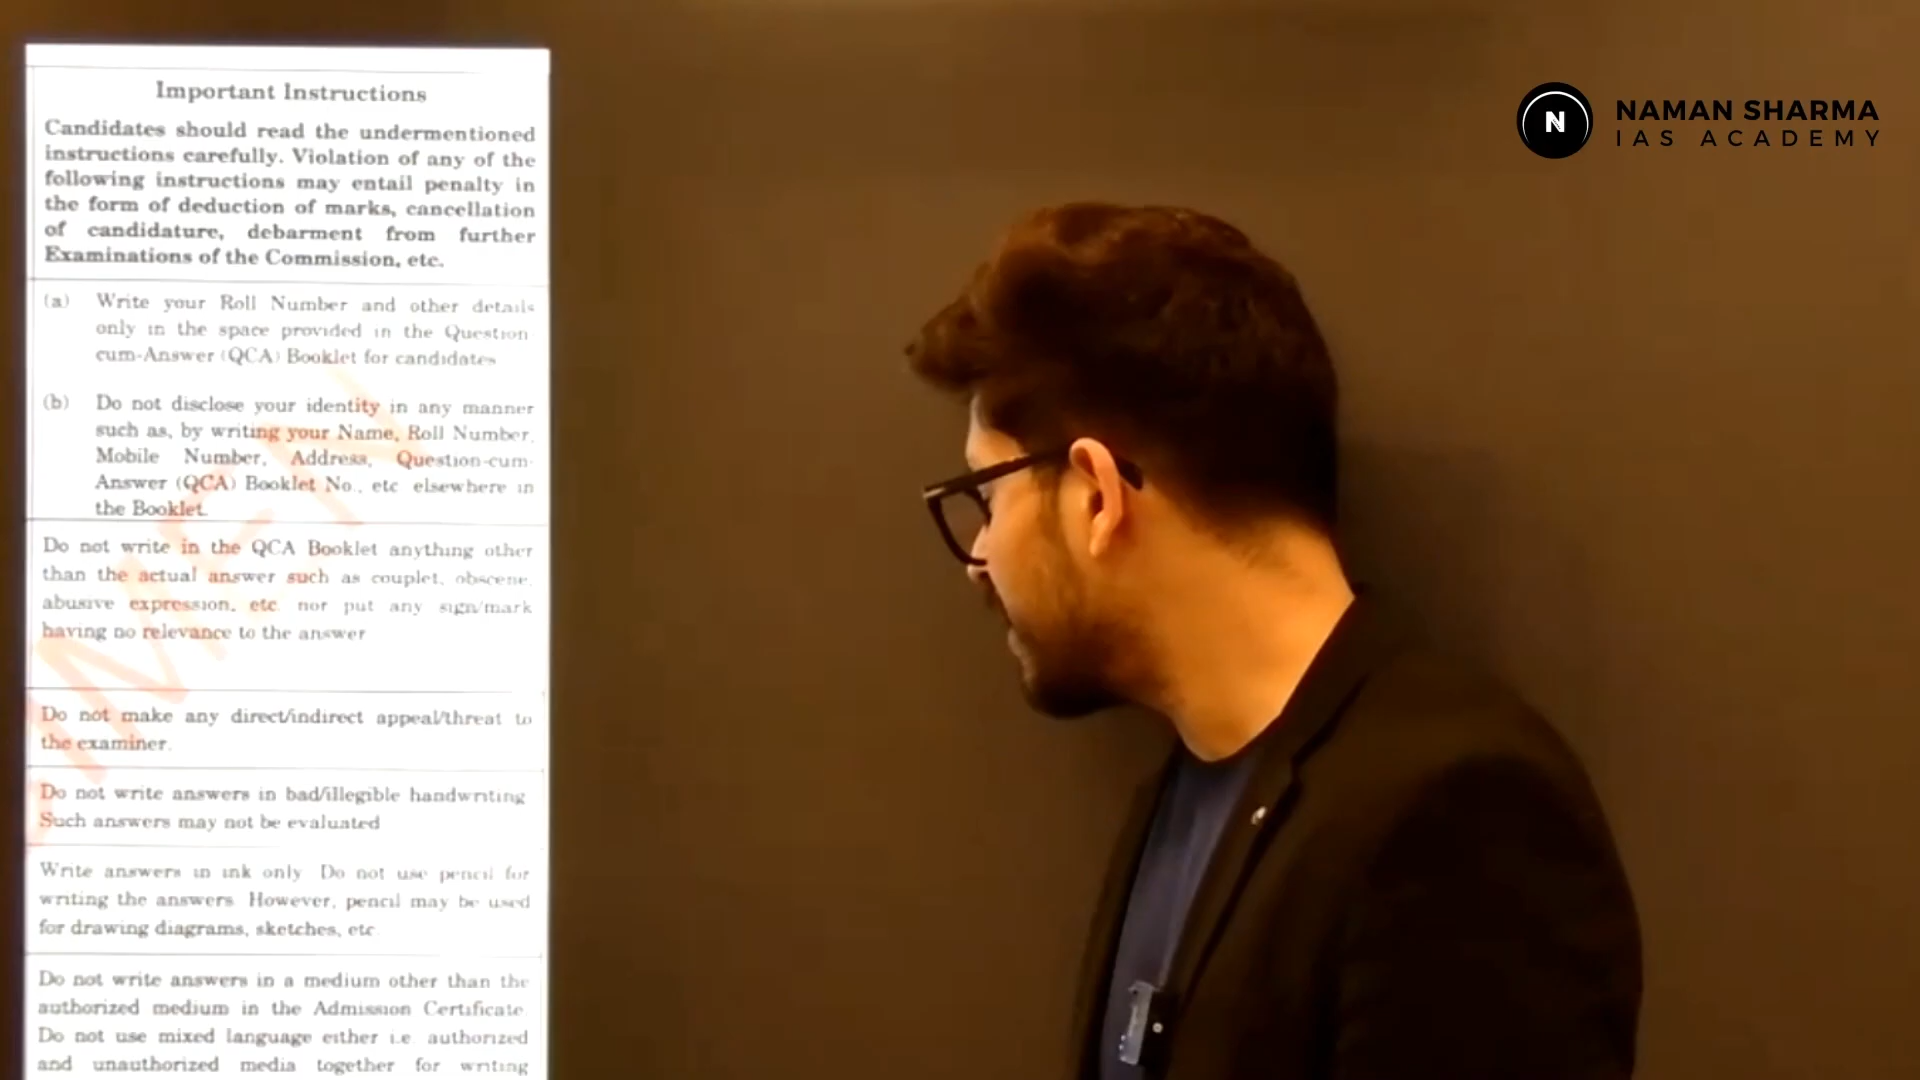 Important Instructions
Candidates should read the undermentioned
instructions carefully. Violation of any of the
following instructions may entail penalty in
the form of deduction of marks, cancellation
of candidature, debarment from further
Examinations of the Commission, etc.
(a) Write your Roll Number and other details
only in the space provided in the Question-
cum-Answer (QCA) Booklet for candidates
(b) Do not disclose your identity in any manner
such as, by writing your Name, Roll Number,
Mobile Number, Address, Question-cum-
Answer (QCA) Booklet No., etc elsewhere in
the Booklet.
Do not write in the QCA Booklet anything other
than the actual answer such as couplet, obscene,
abusive expression, etc. nor put any sign/mark
having no relevance to the answer
Do not make any direct/indirect appeal/threat to
the examiner.
Do not write answers in bad/illegible handwriting
Such answers may not be evaluated
Write answers in ink only. Do not use pencil for
writing the answers. However, pencil may be used
for drawing diagrams, sketches, etc.
Do not write answers in a medium other than the
authorized medium in the Admission Certificate.
Do not use mixed language either i.e. authorized
and unauthorized media together for writing
N
NAMAN SHARMA
IAS ACADEMY